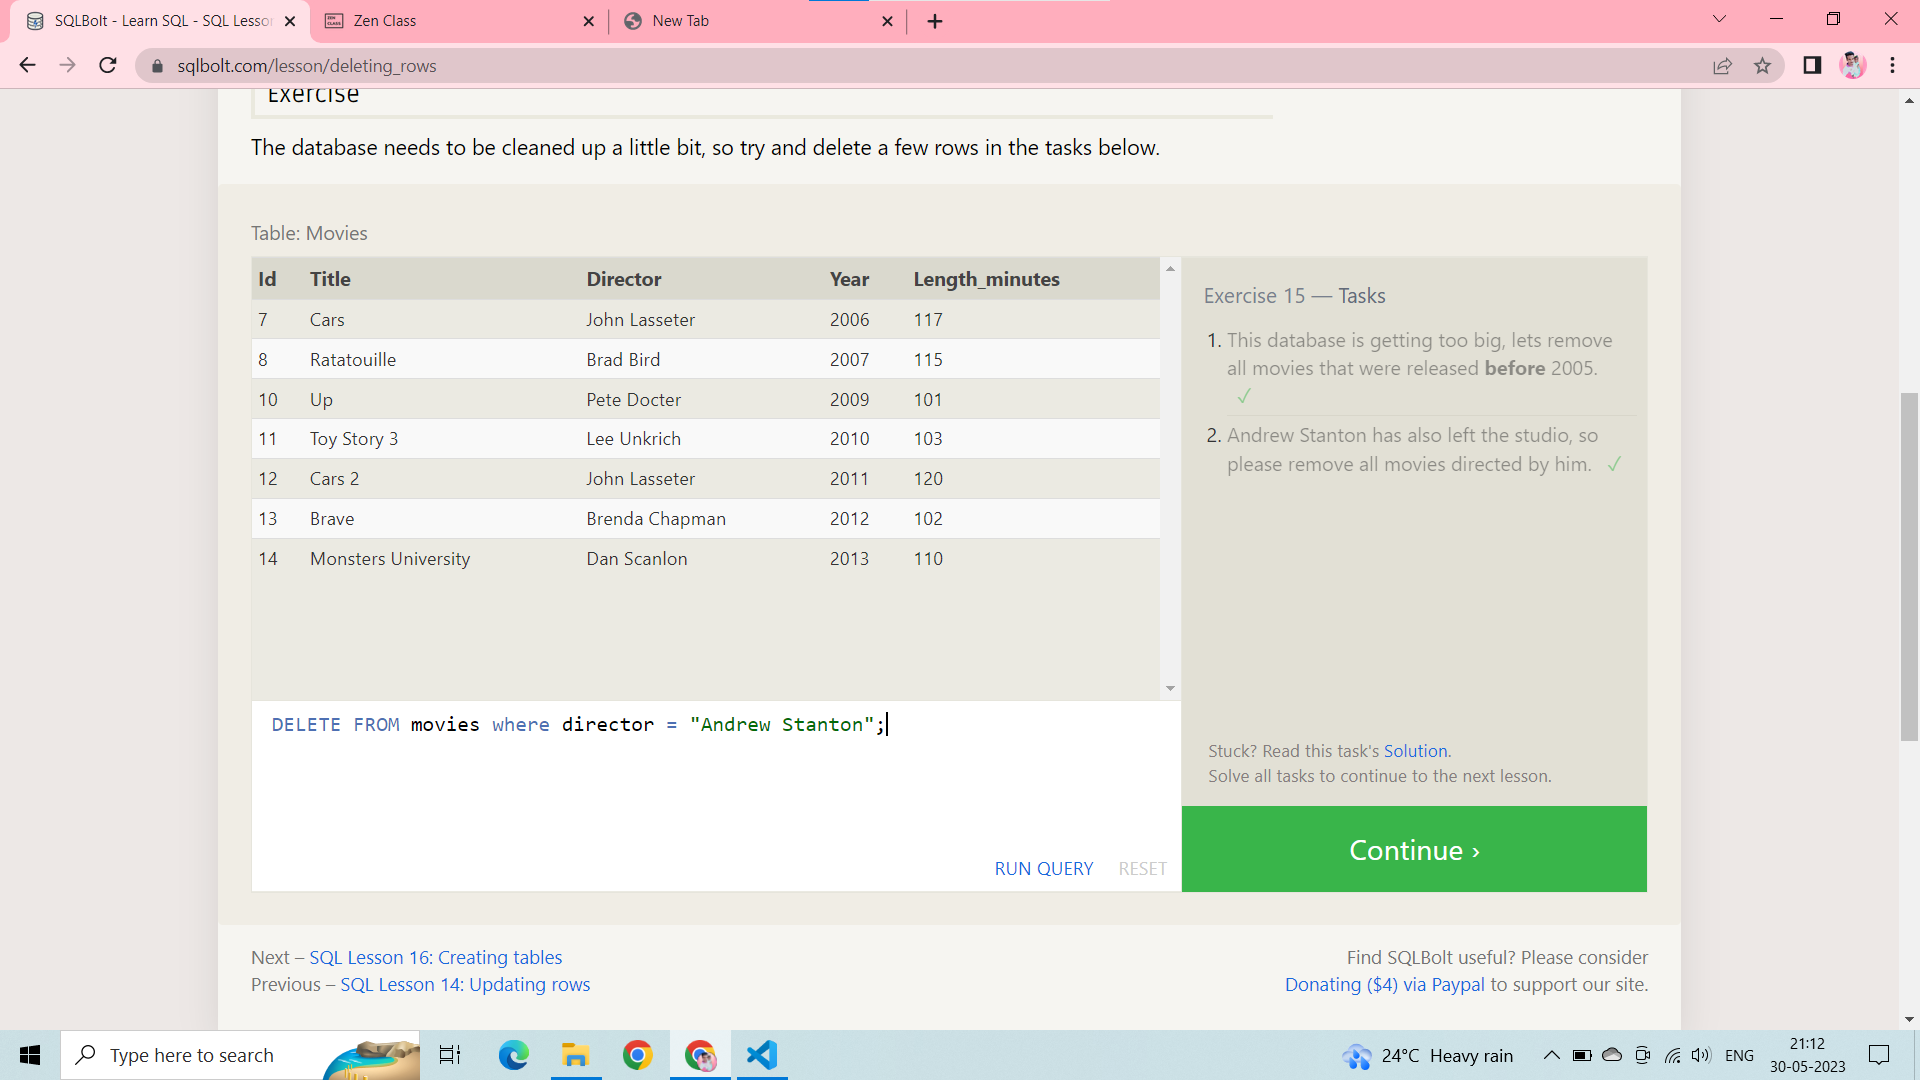 SQLBolt - Learn SQL - SQL Lesson
Zen Class
New Tab
sqlbolt.com/lesson/deleting_rows
Exercise
The database needs to be cleaned up a little bit, so try and delete a few rows in the tasks below.
Table: Movies
Id Title Director Year Length_minutes
7 Cars John Lasseter 2006 117
8 Ratatouille Brad Bird 2007 115
10 Up Pete Docter 2009 101
11 Toy Story 3 Lee Unkrich 2010 103
12 Cars 2 John Lasseter 2011 120
13 Brave Brenda Chapman 2012 102
14 Monsters University Dan Scanlon 2013 110
DELETE FROM movies where director = "Andrew Stanton";
RUN QUERY RESET
Exercise 15 — Tasks
1. This database is getting too big, lets remove
all movies that were released before 2005.
✓
2. Andrew Stanton has also left the studio, so
please remove all movies directed by him. ✓
Stuck? Read this task's Solution.
Solve all tasks to continue to the next lesson.
Continue ›
Next – SQL Lesson 16: Creating tables
Previous – SQL Lesson 14: Updating rows
Find SQLBolt useful? Please consider
Donating ($4) via Paypal to support our site.
Type here to search
24°C Heavy rain
ENG
21:12
30-05-2023